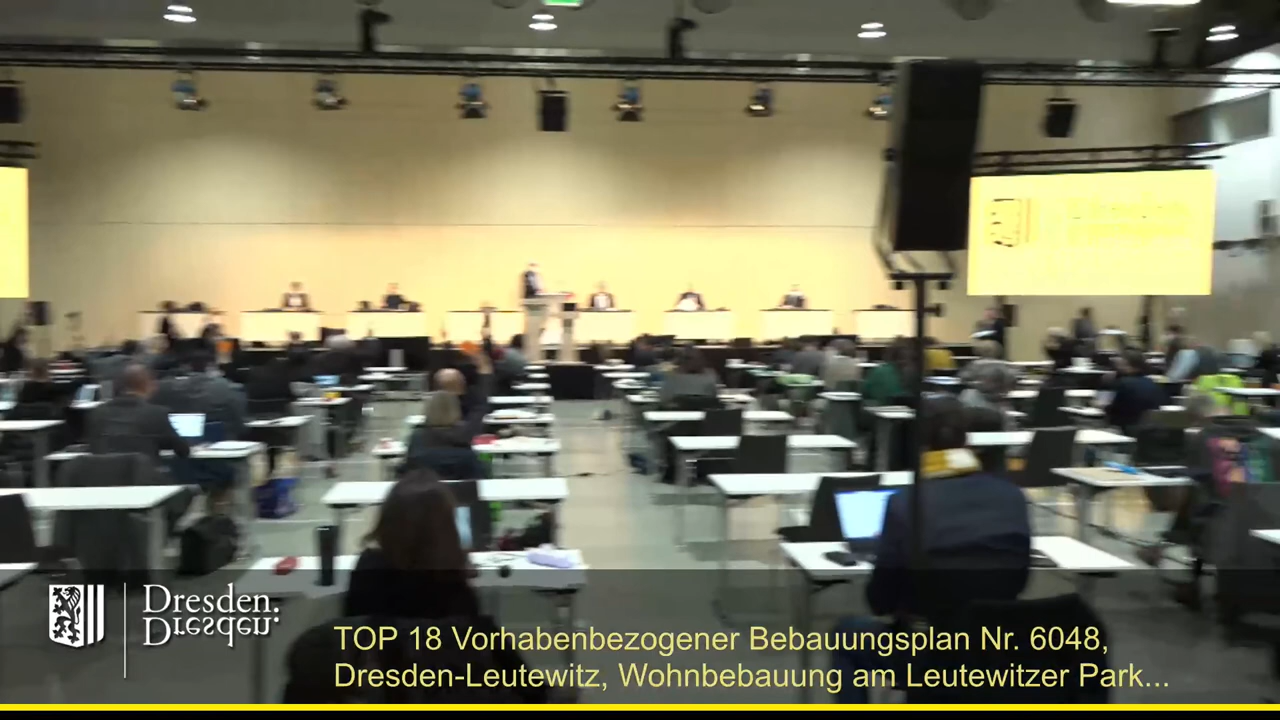 Dresden.
Dresden.
TOP 18 Vorhabenbezogener Bebauungsplan Nr. 6048,
Dresden-Leutewitz, Wohnbebauung am Leutewitzer Park...